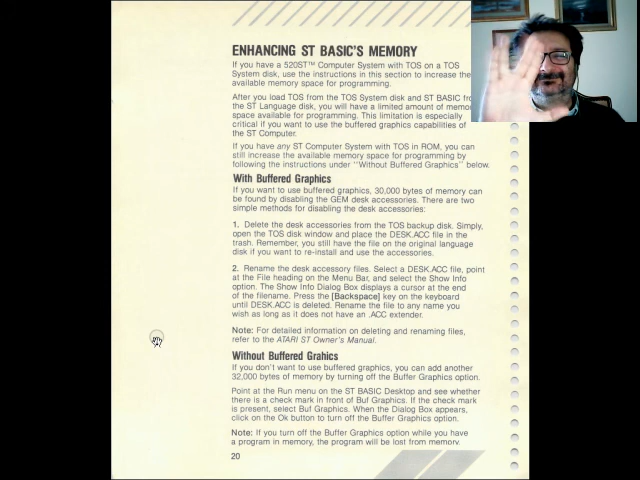 ENHANCING ST BASIC'S MEMORY
If you have a 520ST™ Computer System with TOS on a TOS
System disk, use the instructions in this section to increase the
available memory space for programming.
After you load TOS from the TOS System disk and ST BASIC
the ST Language disk, you will have a limited amount of
space available for programming. This limitation is especially
critical if you want to use the buffered graphics capabilities of
the ST Computer.
If you have any ST Computer System with TOS in ROM, you can
still increase the available memory space for programming by
following the instructions under "Without Buffered Graphics" below.
With Buffered Graphics
If you want to use buffered graphics, 30,000 bytes of memory can
be found by disabling the GEM desk accessories. There are two
simple methods for disabling the desk accessories:
1. Delete the desk accessories from the TOS backup disk. Simply,
open the TOS disk window and place the DESK.ACC file in the
trash. Remember, you still have the file on the original language
disk if you want to re-install and use the accessories.
2. Rename the desk accessory files. Select a DESK.ACC file, point
at the File heading on the Menu Bar, and select the Show Info
option. The Show Info Dialog Box displays a cursor at the end
of the filename. Press the [Backspace] key on the keyboard
until DESK.ACC is deleted. Rename the file to any name you
wish as long as it does not have an .ACC extender.
Note: For detailed information on deleting and renaming files,
refer to the ATARI ST Owner's Manual.
Without Buffered Grahics
If you don't want to use buffered graphics, you can add another
32,000 bytes of memory by turning off the Buffer Graphics option.
Point at the Run menu on the ST BASIC Desktop and see whether
there is a check mark in front of Buf Graphics. If the check mark
is present, select Buf Graphics. When the Dialog Box appears,
click on the Ok button to turn off the Buffer Graphics option.
Note: If you turn off the Buffer Graphics option while you have
a program in memory, the program will be lost from memory.
20